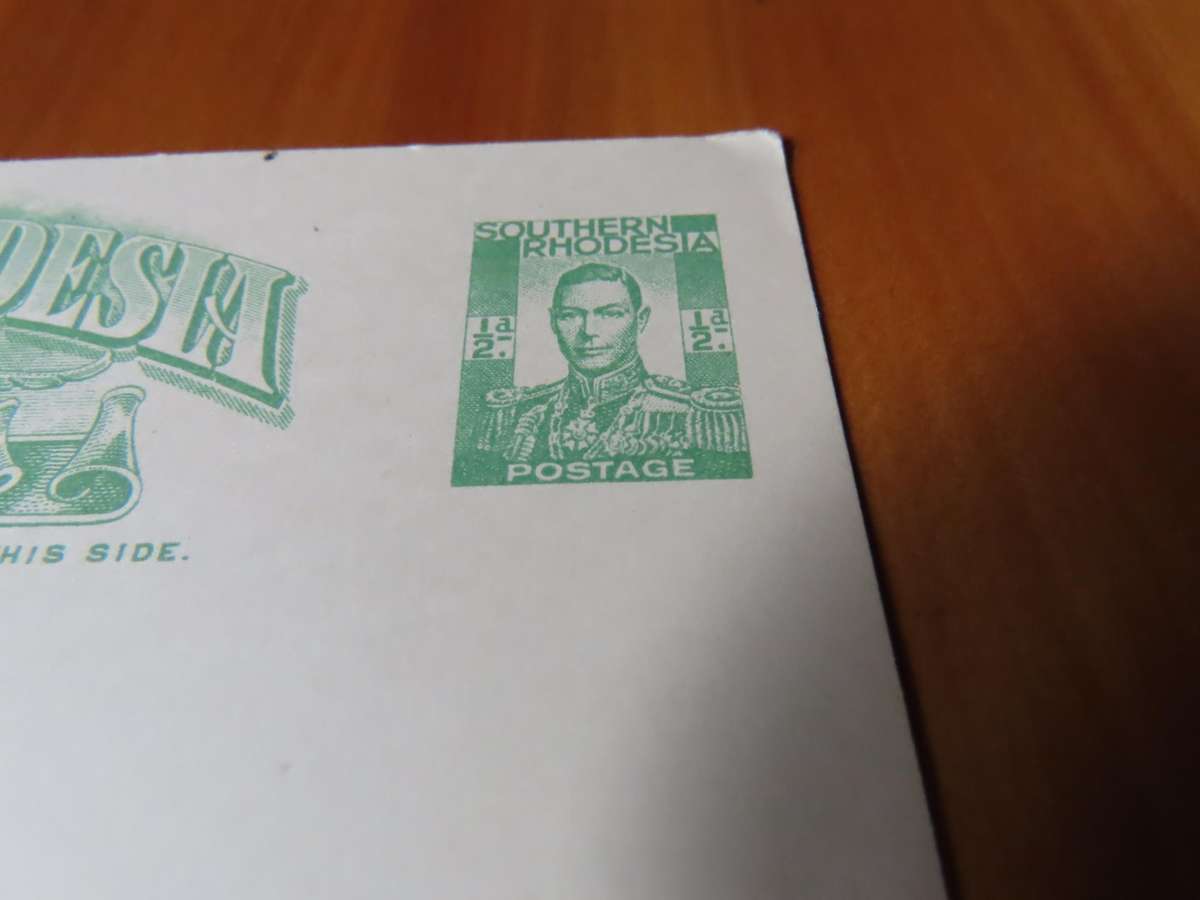 DESIA
HIS SIDE.
SOUTHERN
RHODESIA
½d. ½d.
POSTAGE